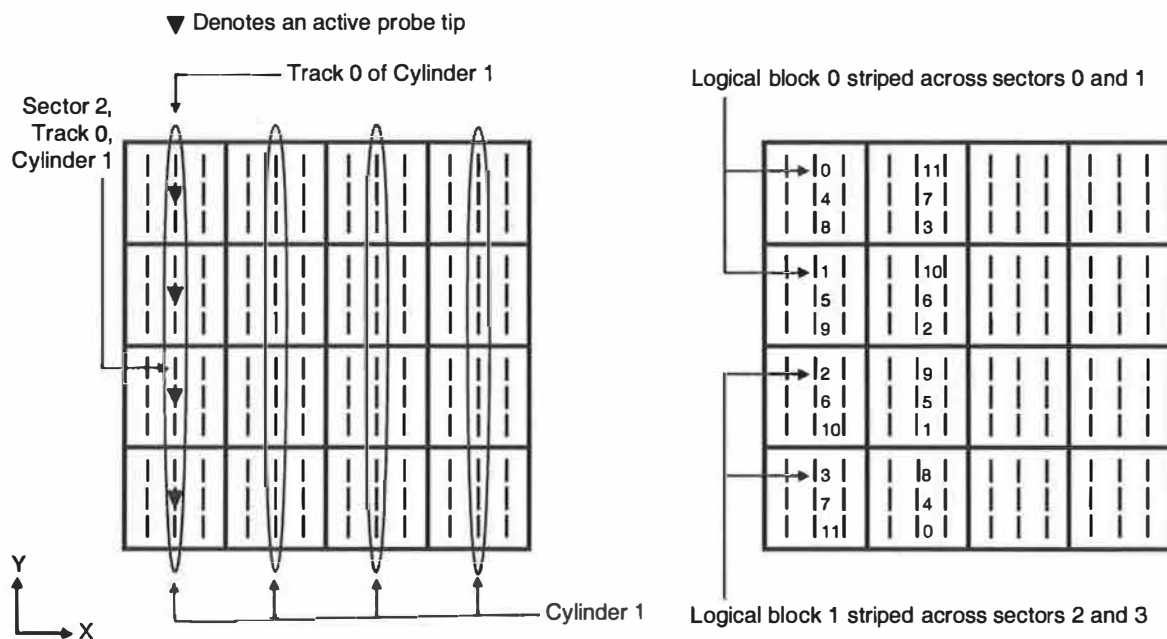 ▼ Denotes an active probe tip
Track 0 of Cylinder 1
Sector 2,
Track 0,
Cylinder 1
Y
X
Cylinder 1
Logical block 0 striped across sectors 0 and 1
0 11
4 7
8 3
1 10
5 6
9 2
2 9
6 5
10 1
3 8
7 4
11 0
Logical block 1 striped across sectors 2 and 3